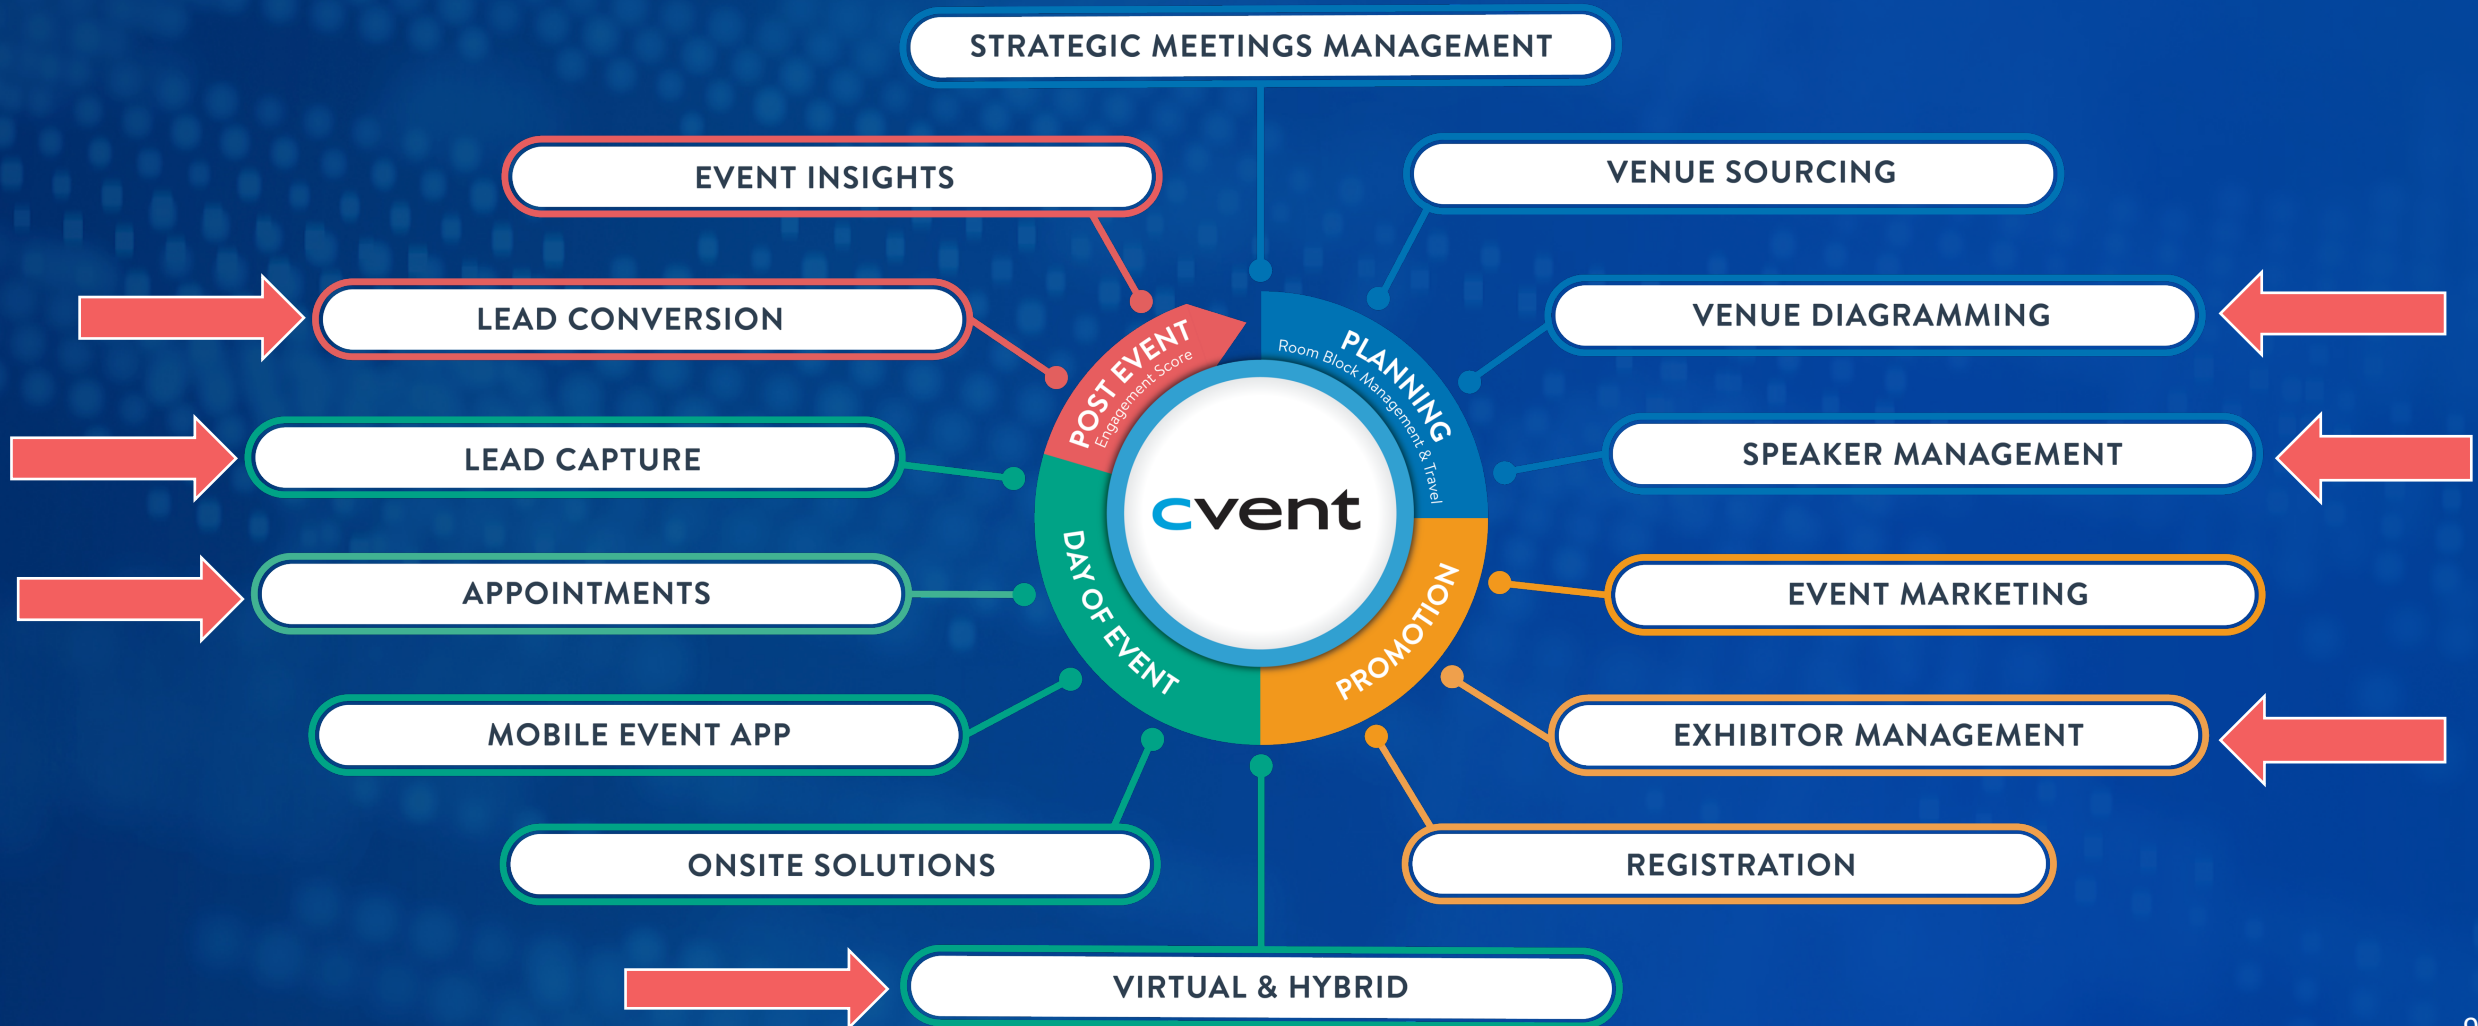 STRATEGIC MEETINGS MANAGEMENT
EVENT INSIGHTS
VENUE SOURCING
LEAD CONVERSION
VENUE DIAGRAMMING
POST EVENT
Engagement Score
PLANNING
Room Block Management & Travel
LEAD CAPTURE
SPEAKER MANAGEMENT
cvent
APPOINTMENTS
EVENT MARKETING
DAY OF EVENT
PROMOTION
MOBILE EVENT APP
EXHIBITOR MANAGEMENT
ONSITE SOLUTIONS
REGISTRATION
VIRTUAL & HYBRID